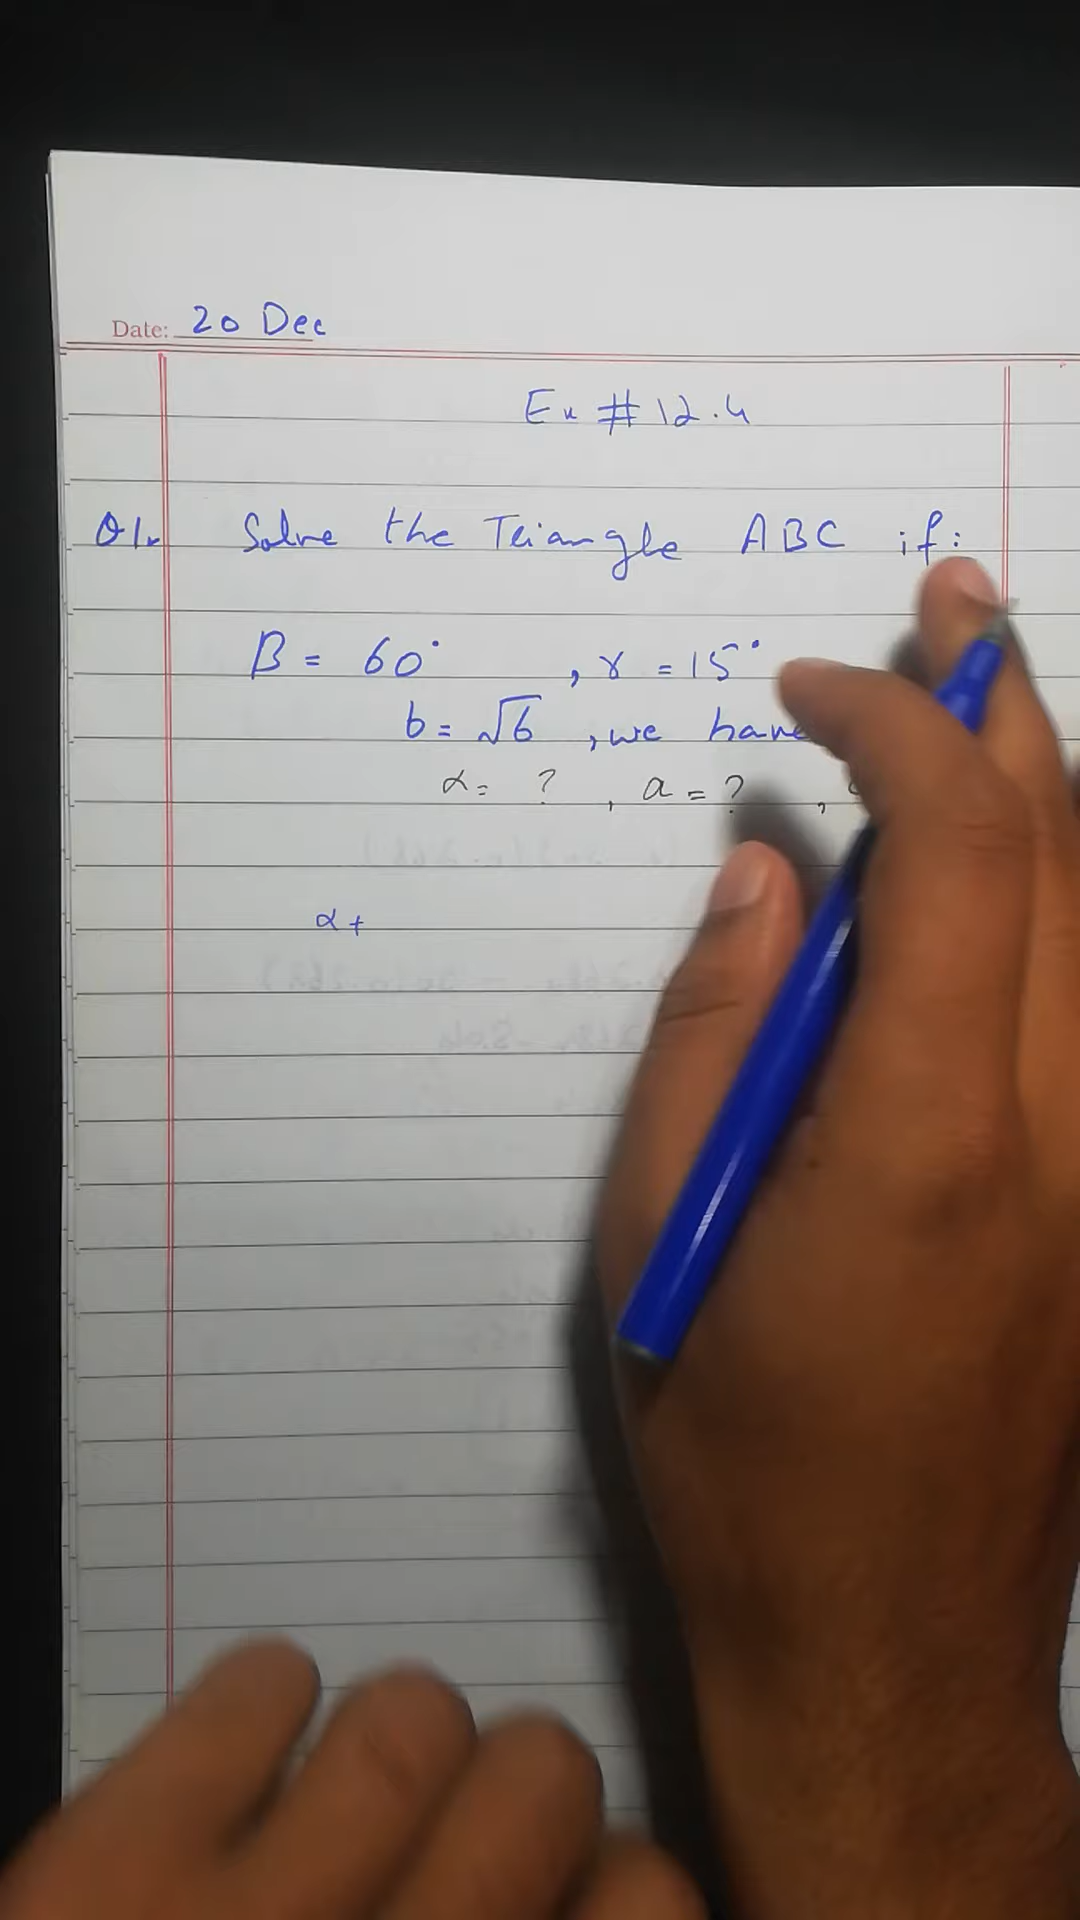 Date: 20 Dec
Ex # 12.4
Q1. Solve the Triangle ABC if:
β = 60° , γ = 15°
b = √6 , we have
α = ? , a = ? ,
α +